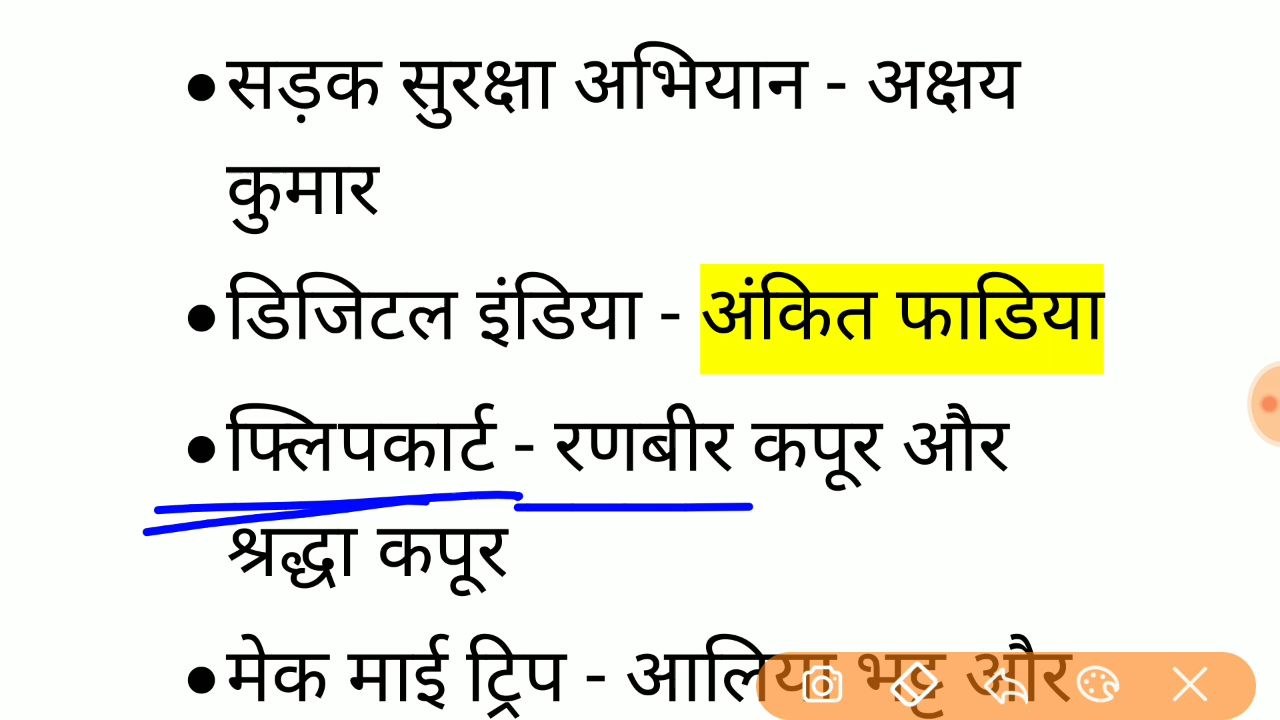 •सड़क सुरक्षा अभियान - अक्षय
कुमार
•डिजिटल इंडिया - अंकित फाडिया
•फ्लिपकार्ट - रणबीर कपूर और
श्रद्धा कपूर
•मेक माई ट्रिप - आलिया भट्ट और